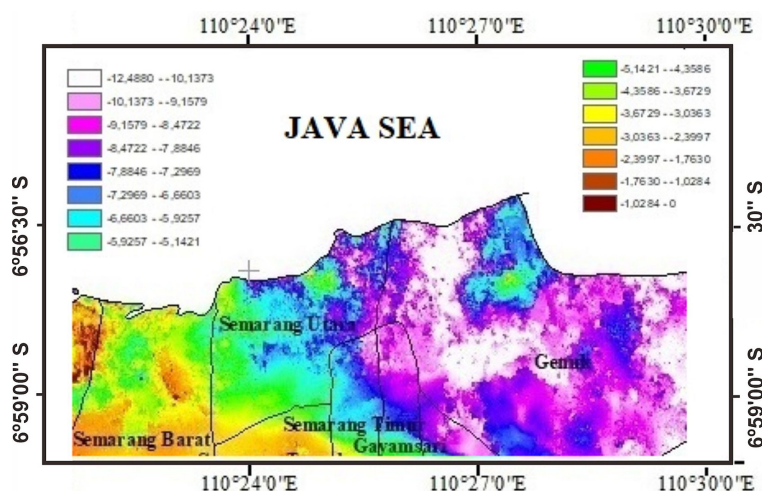 110°24'0"E 110°27'0"E 110°30'0"E
-12,4880 - -10,1373
-10,1373 - -9,1579
-9,1579 - -8,4722
-8,4722 - -7,8846
-7,8846 - -7,2969
-7,2969 - -6,6603
-6,6603 - -5,9257
-5,9257 - -5,1421
-5,1421 - -4,3586
-4,3586 - -3,6729
-3,6729 - -3,0363
-3,0363 - -2,3997
-2,3997 - -1,7630
-1,7630 - -1,0284
-1,0284 - 0
JAVA SEA
6°56'30" S
30" S
Semarang Utara
Genuk
6°59'00" S
6°59'00" S
Semarang Timur
Semarang Barat
Gayamsari
110°24'0"E 110°27'0"E 110°30'0"E